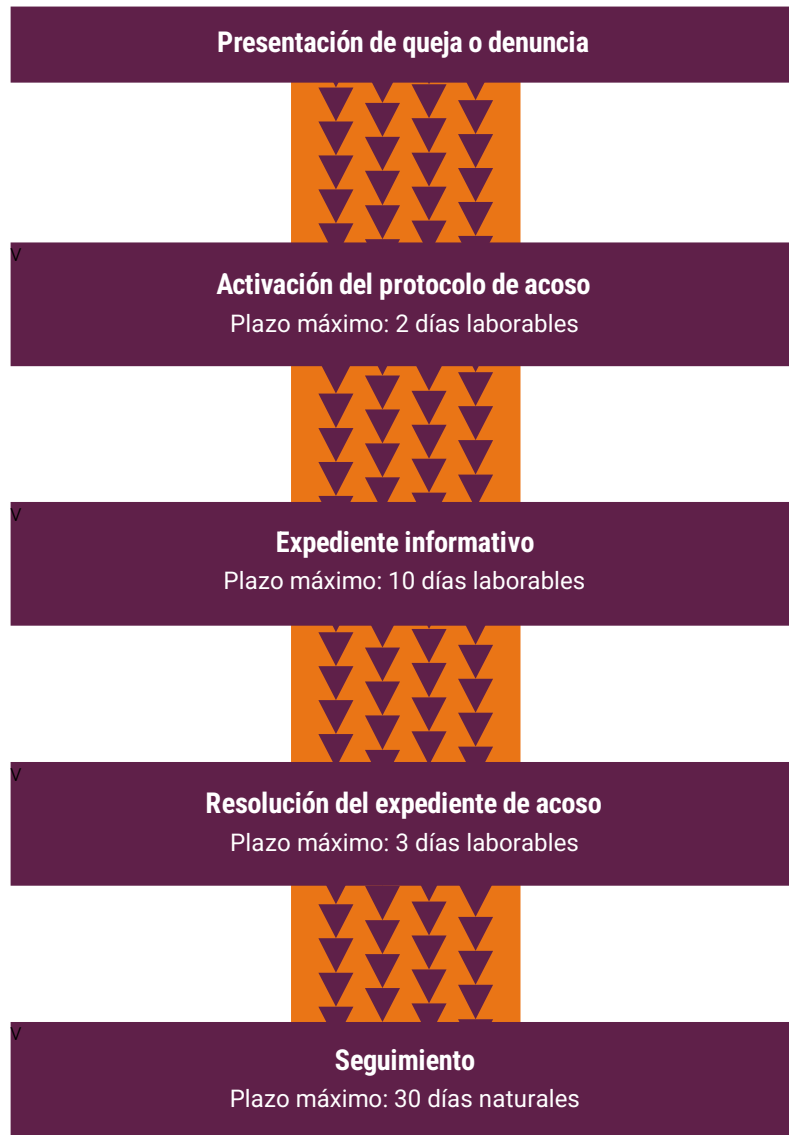 Presentación de queja o denuncia
V
Activación del protocolo de acoso
Plazo máximo: 2 días laborables
V
Expediente informativo
Plazo máximo: 10 días laborables
V
Resolución del expediente de acoso
Plazo máximo: 3 días laborables
V
Seguimiento
Plazo máximo: 30 días naturales